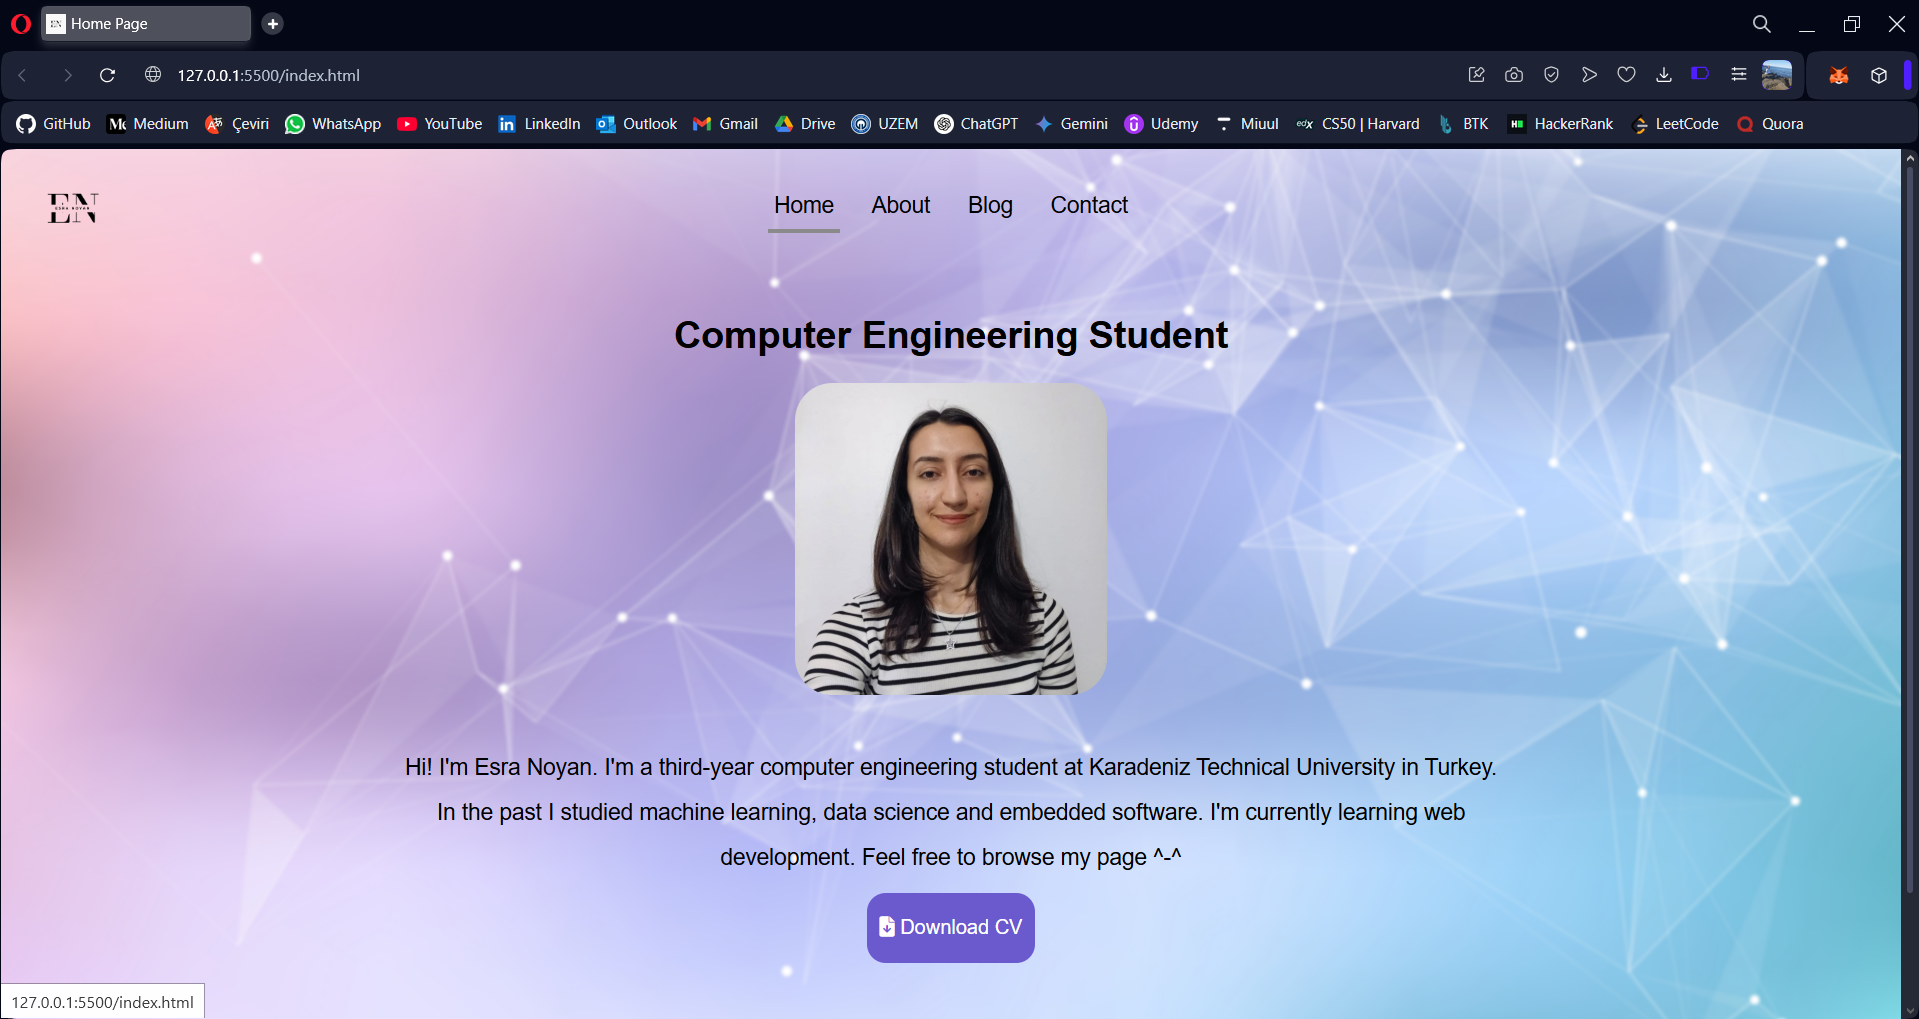 Home Page
127.0.0.1:5500/index.html
GitHub Medium Çeviri WhatsApp YouTube LinkedIn Outlook Gmail Drive UZEM ChatGPT Gemini Udemy Miuul CS50 | Harvard BTK HackerRank LeetCode Quora
EN
ESRA NOYAN
Home About Blog Contact
Computer Engineering Student
Hi! I'm Esra Noyan. I'm a third-year computer engineering student at Karadeniz Technical University in Turkey.
In the past I studied machine learning, data science and embedded software. I'm currently learning web
development. Feel free to browse my page ^-^
Download CV
127.0.0.1:5500/index.html